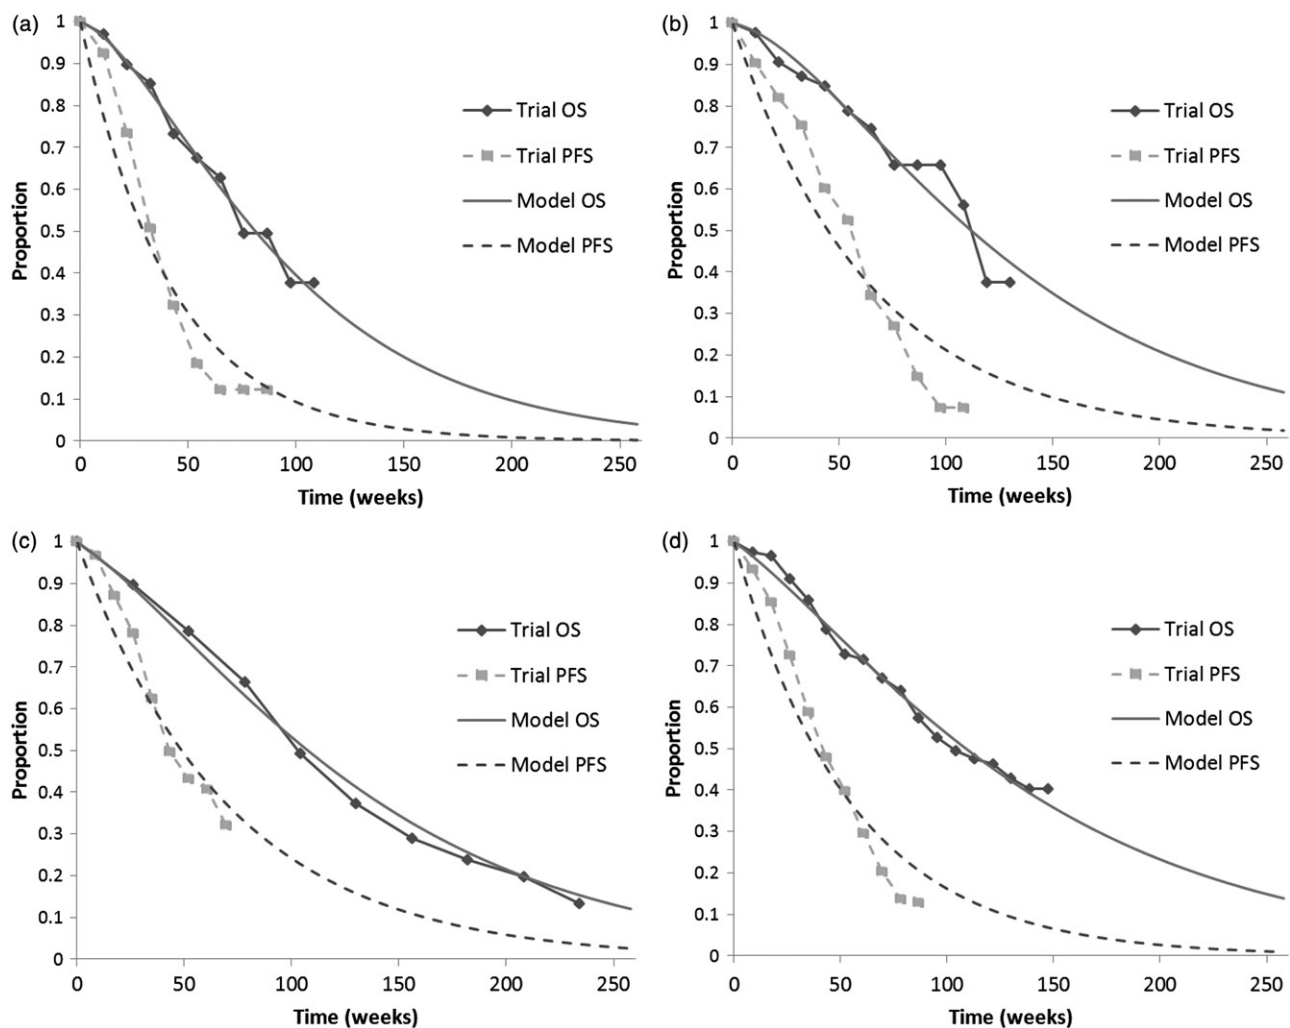 (a)
1
0.9
0.8
0.7
0.6
0.5
0.4
0.3
0.2
0.1
0
Proportion
Trial OS
Trial PFS
Model OS
Model PFS
0 50 100 150 200 250
Time (weeks)
(b)
1
0.9
0.8
0.7
0.6
0.5
0.4
0.3
0.2
0.1
0
Proportion
Trial OS
Trial PFS
Model OS
Model PFS
0 50 100 150 200 250
Time (weeks)
(c)
1
0.9
0.8
0.7
0.6
0.5
0.4
0.3
0.2
0.1
0
Proportion
Trial OS
Trial PFS
Model OS
Model PFS
0 50 100 150 200 250
Time (weeks)
(d)
1
0.9
0.8
0.7
0.6
0.5
0.4
0.3
0.2
0.1
0
Proportion
Trial OS
Trial PFS
Model OS
Model PFS
0 50 100 150 200 250
Time (weeks)